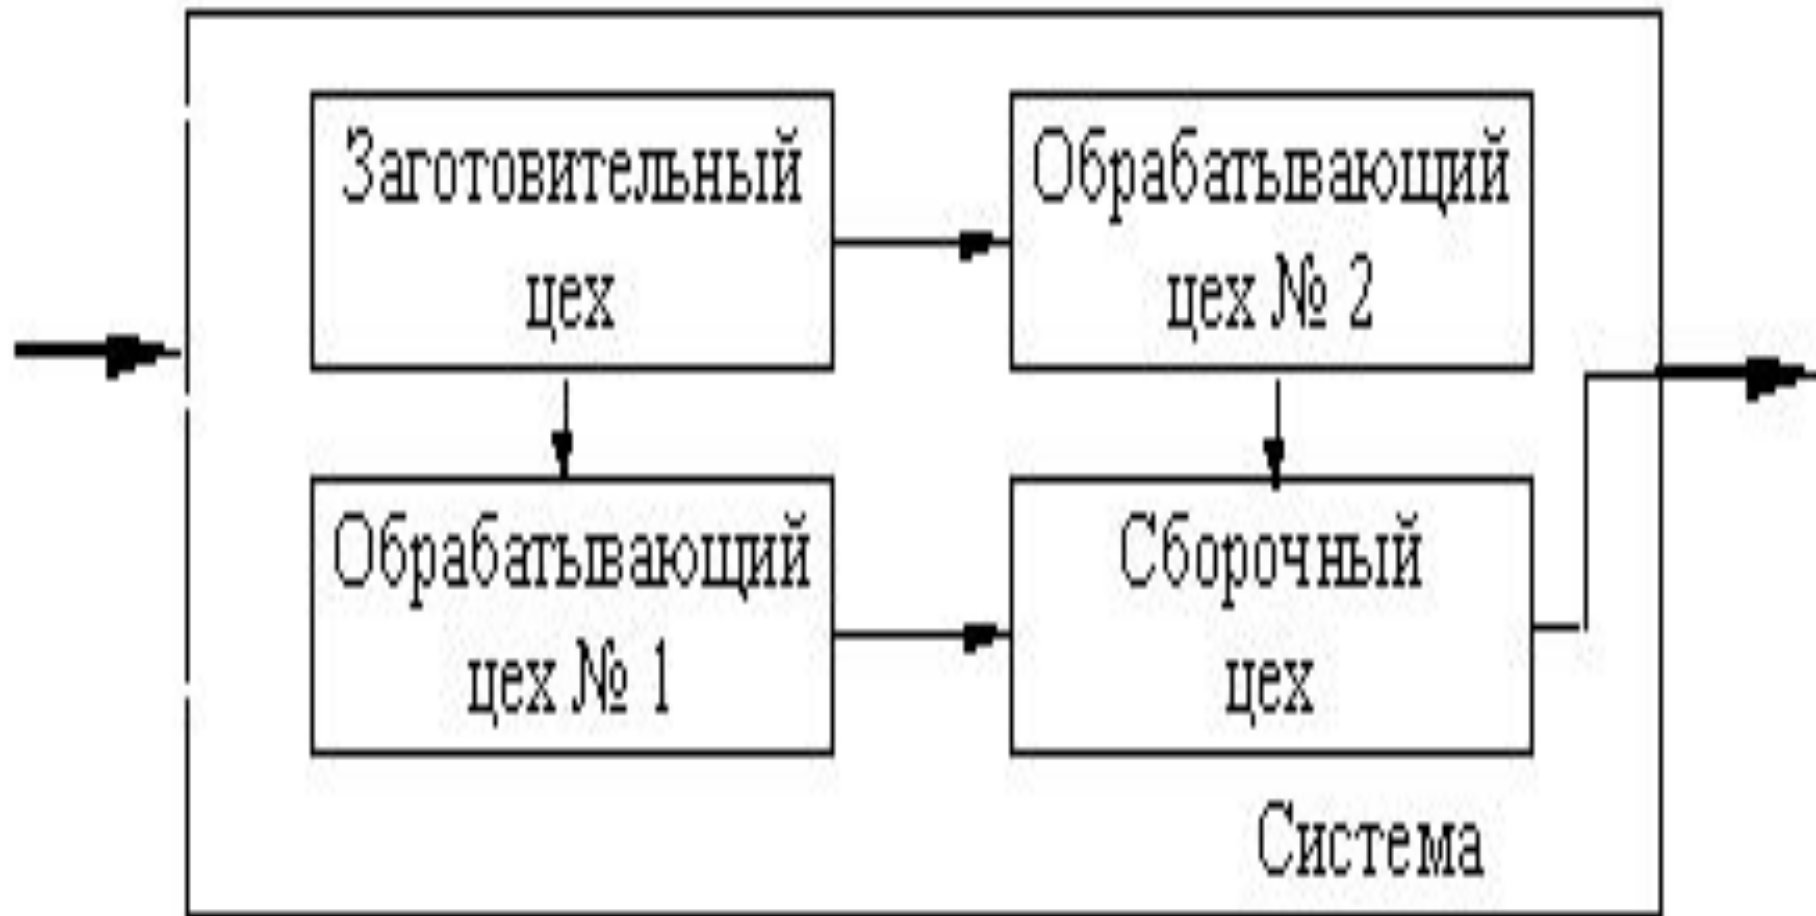 Заготовительный
цех
Обрабатывающий
цех № 2
Обрабатывающий
цех № 1
Сборочный
цех
Система